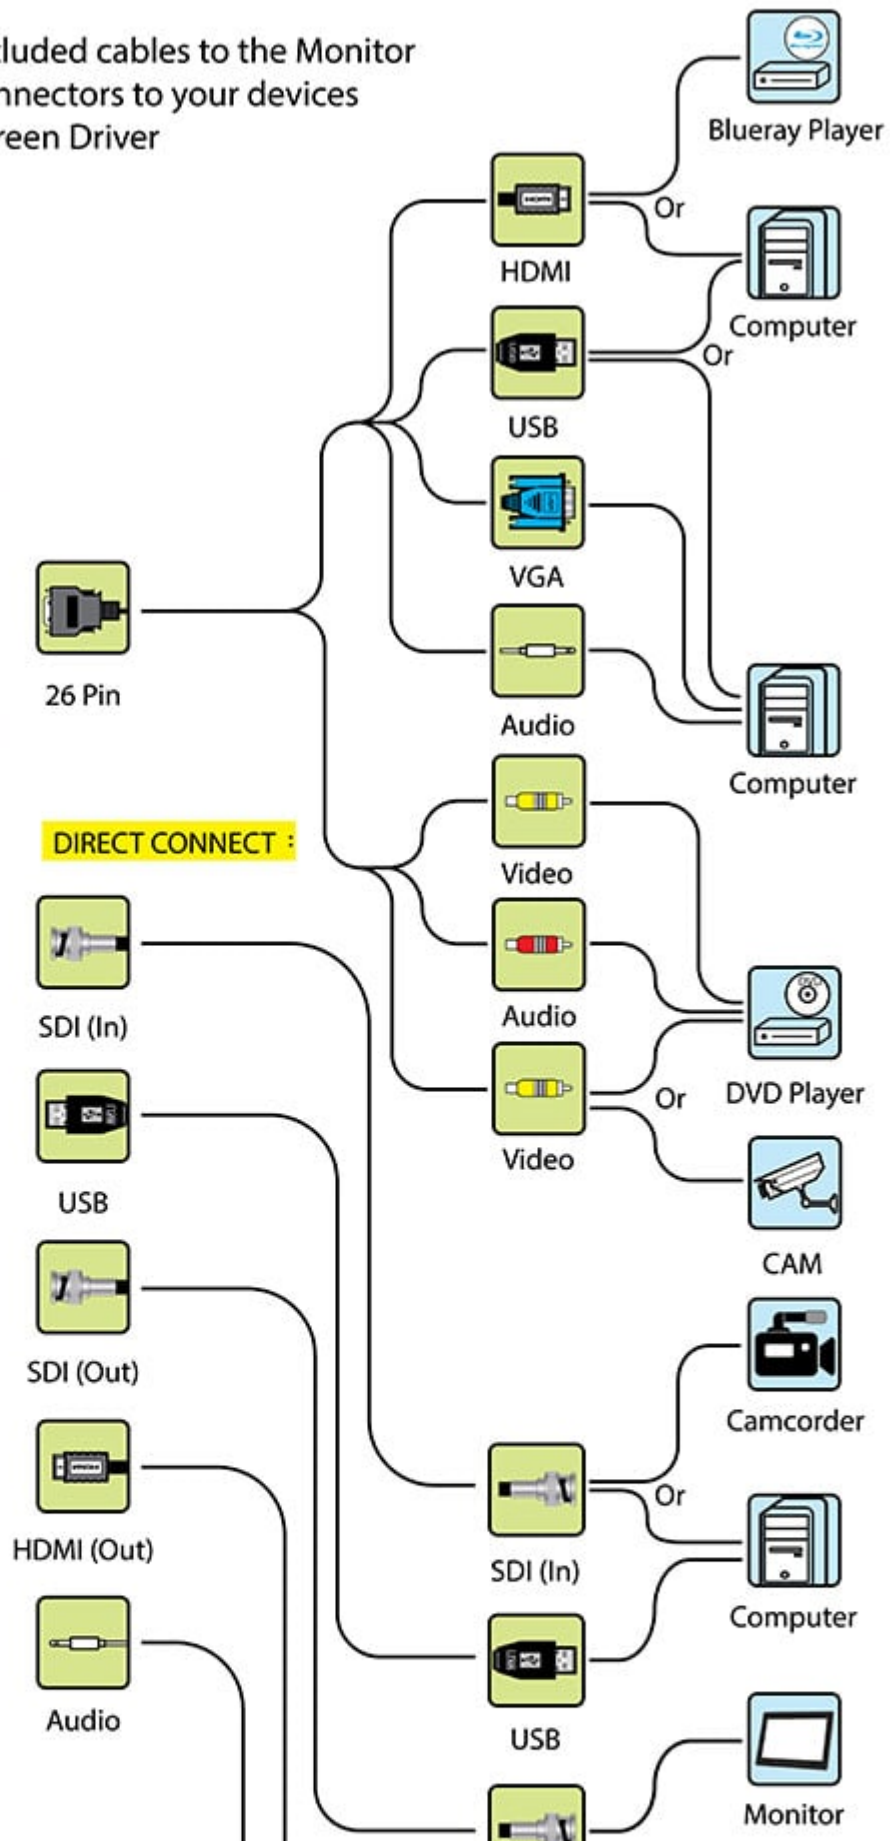 cluded cables to the Monitor
nnectors to your devices
reen Driver
Blueray Player
HDMI
Or
Computer
USB
Or
VGA
26 Pin
Audio
Computer
DIRECT CONNECT :
Video
SDI (In)
Audio
DVD
DVD Player
Or
Video
USB
CAM
SDI (Out)
Camcorder
Or
HDMI (Out)
SDI (In)
Computer
Audio
USB
Monitor